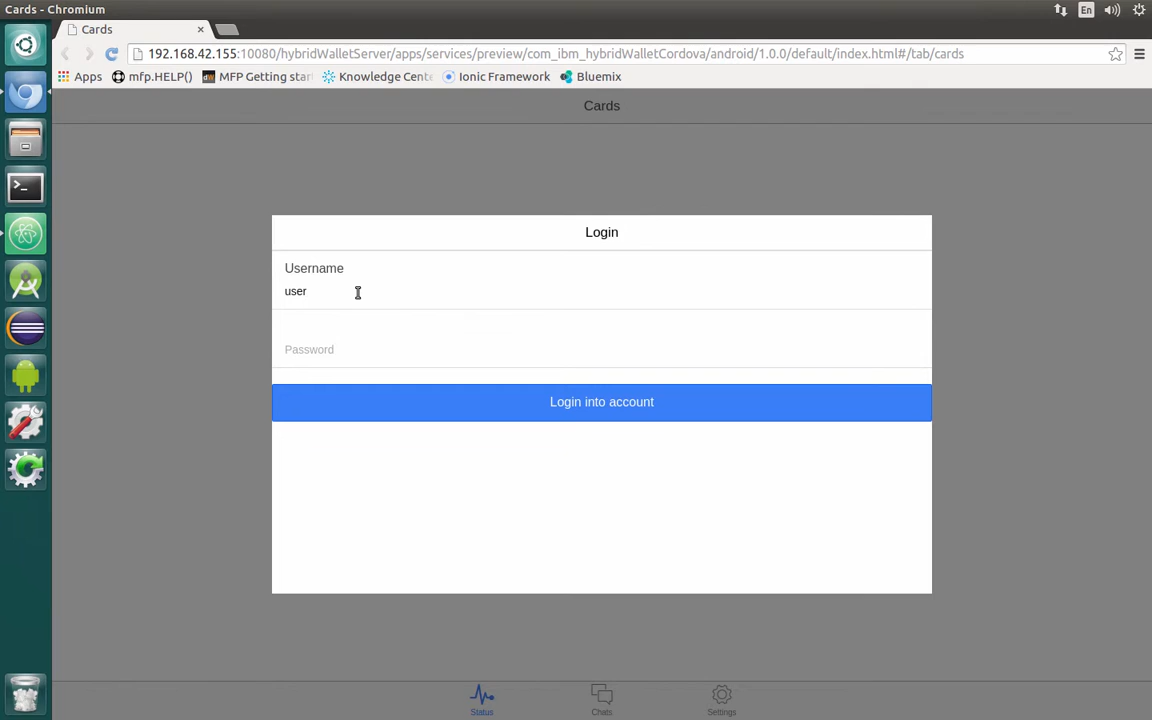 Cards - Chromium
En
Cards
192.168.42.155:10080/hybridWalletServer/apps/services/preview/com_ibm_hybridWalletCordova/android/1.0.0/default/index.html#/tab/cards
Apps mfp.HELP() MFP Getting star Knowledge Cente Ionic Framework Bluemix
Cards
Login
Username
user
Password
Login into account
Status Chats Settings